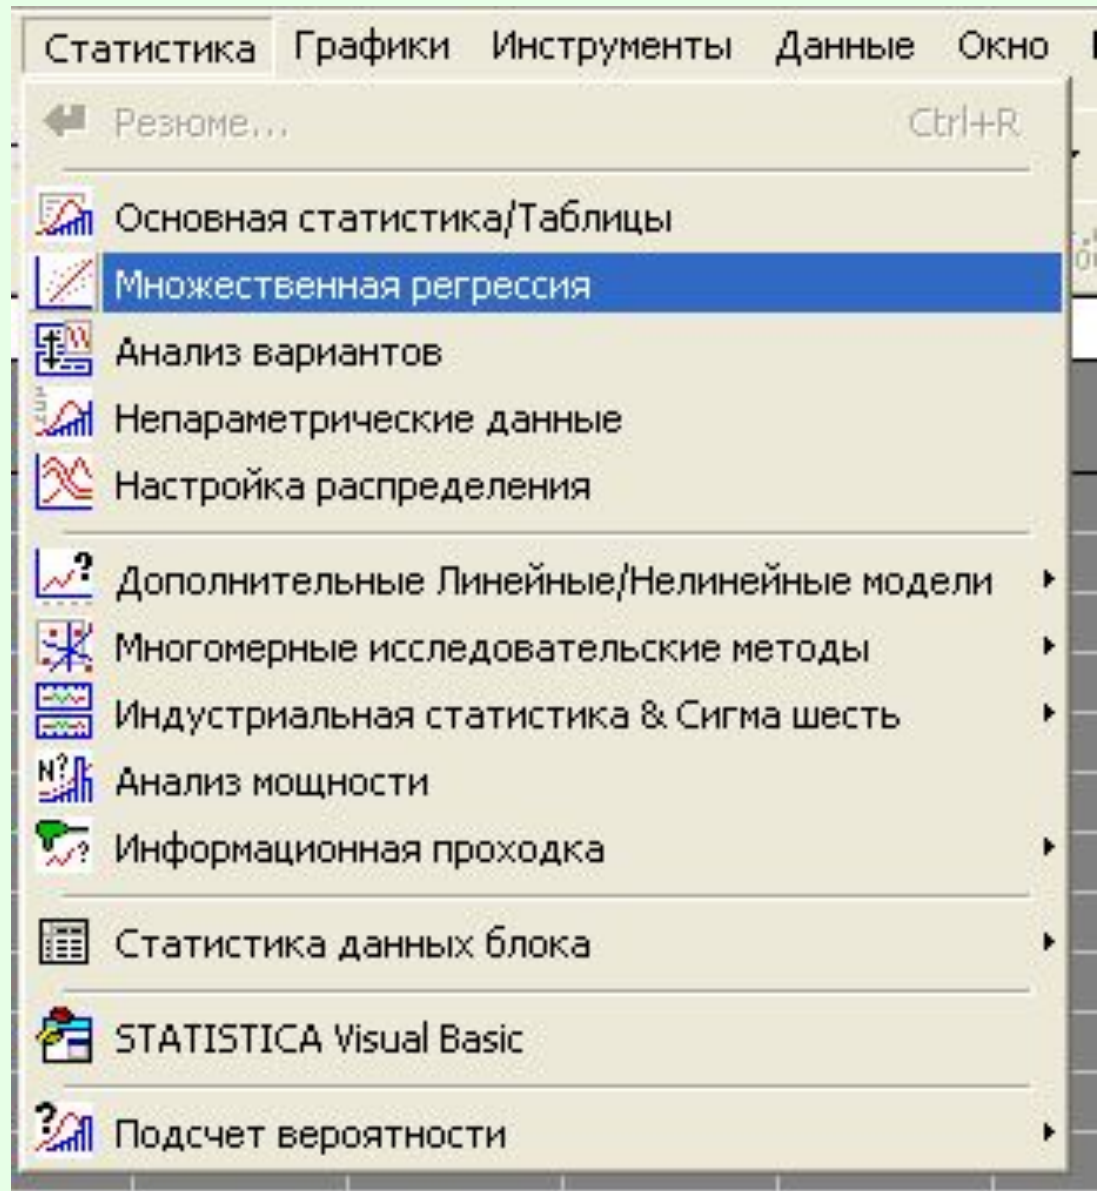 Статистика Графики Инструменты Данные Окно
Резюме... Ctrl+R
Основная статистика/Таблицы
Множественная регрессия
Анализ вариантов
Непараметрические данные
Настройка распределения
Дополнительные Линейные/Нелинейные модели
Многомерные исследовательские методы
Индустриальная статистика & Сигма шесть
Анализ мощности
Информационная проходка
Статистика данных блока
STATISTICA Visual Basic
Подсчет вероятности